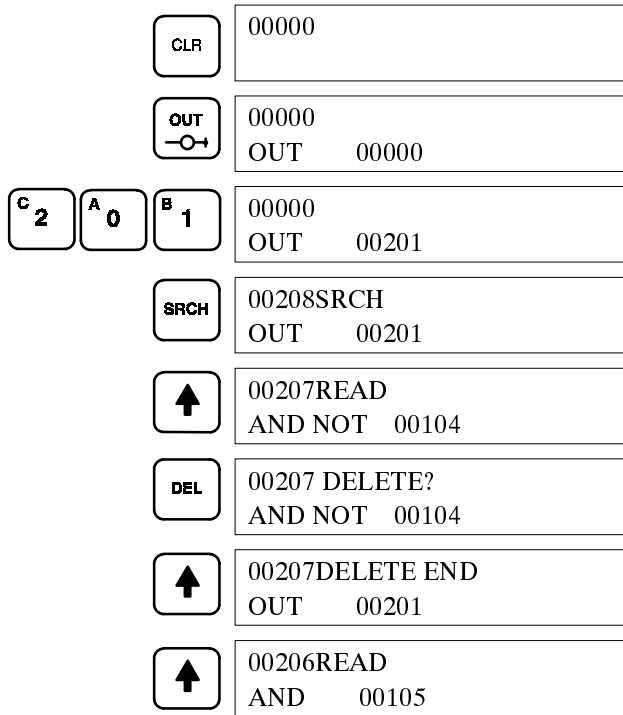 CLR
00000
OUT
00000
OUT 00000
C 2 A 0 B 1
00000
OUT 00201
SRCH
00208SRCH
OUT 00201
00207READ
AND NOT 00104
DEL
00207 DELETE?
AND NOT 00104
00207DELETE END
OUT 00201
00206READ
AND 00105